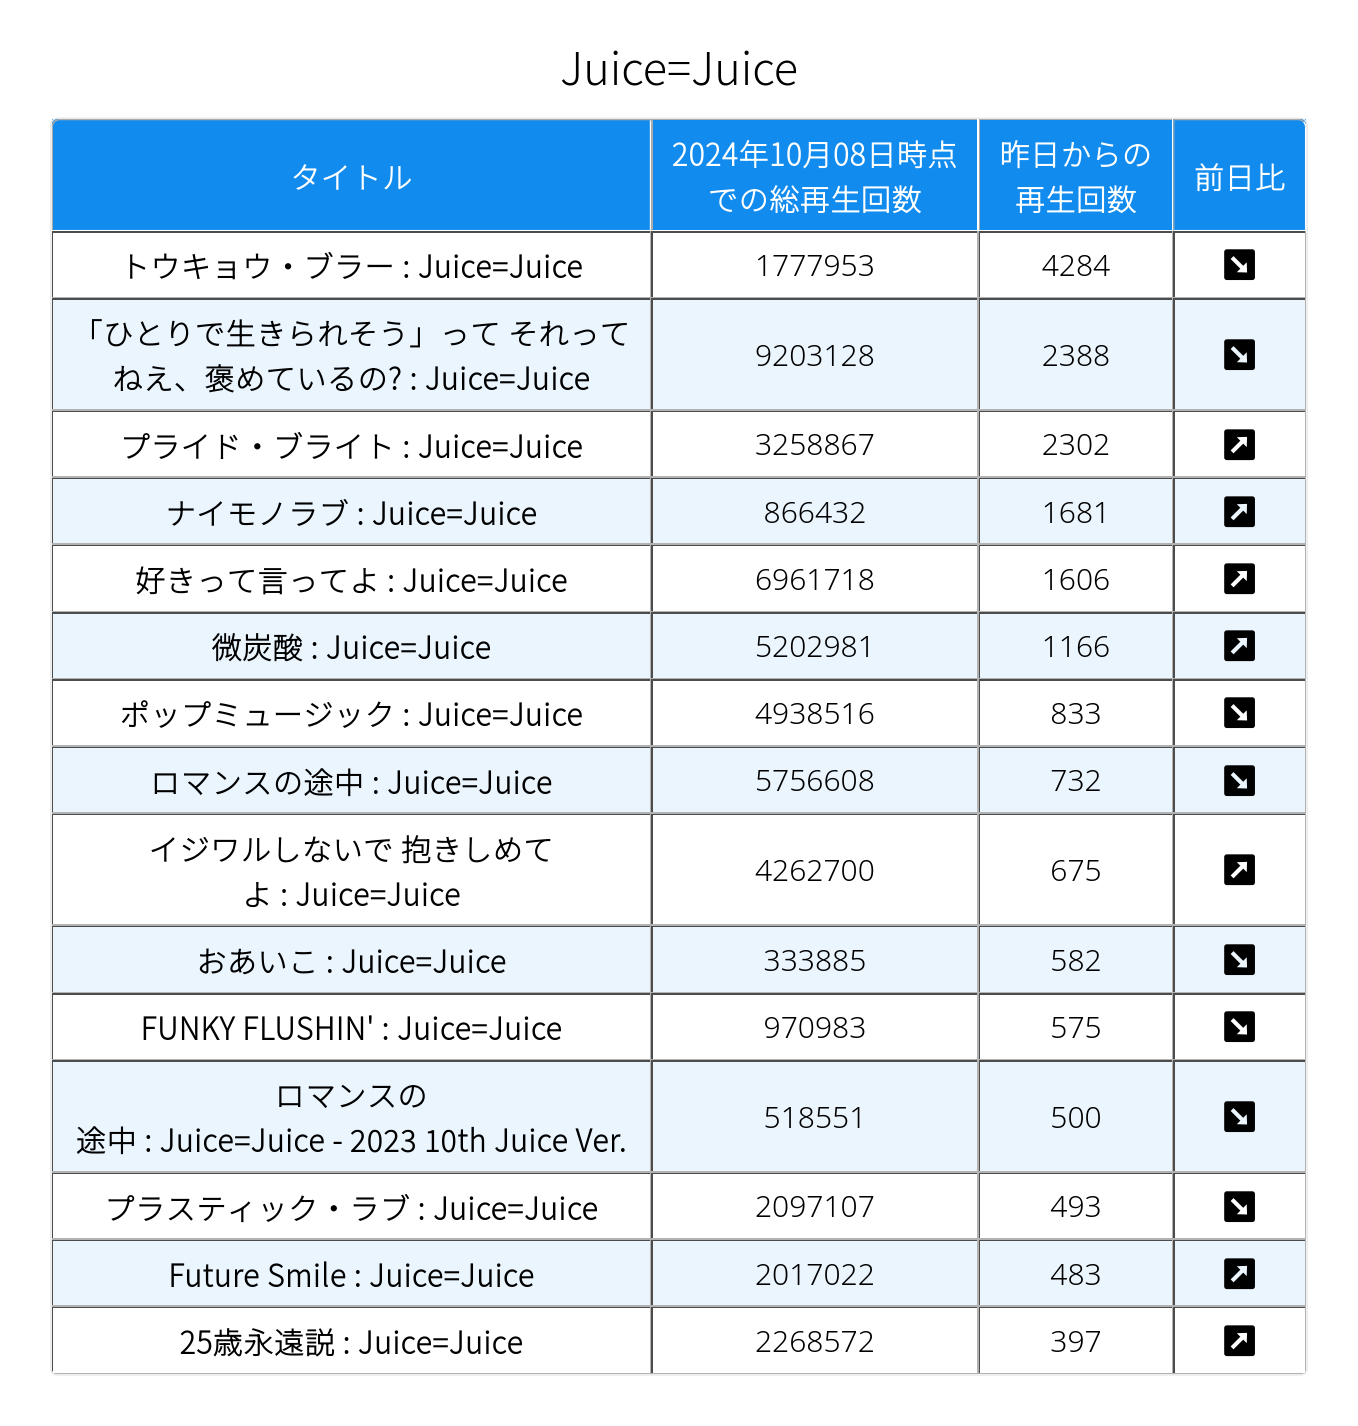 Juice=Juice
タイトル
2024年10月08日時点
での総再生回数
昨日からの
再生回数
前日比
トウキョウ・ブラー : Juice=Juice
1777953
4284
「ひとりで生きられそう」って それって
ねえ、褒めているの? : Juice=Juice
9203128
2388
プライド・ブライト : Juice=Juice
3258867
2302
ナイモノラブ : Juice=Juice
866432
1681
好きって言ってよ : Juice=Juice
6961718
1606
微炭酸 : Juice=Juice
5202981
1166
ポップミュージック : Juice=Juice
4938516
833
ロマンスの途中 : Juice=Juice
5756608
732
イジワルしないで 抱きしめて
よ : Juice=Juice
4262700
675
おあいこ : Juice=Juice
333885
582
FUNKY FLUSHIN' : Juice=Juice
970983
575
ロマンスの
途中 : Juice=Juice - 2023 10th Juice Ver.
518551
500
プラスティック・ラブ : Juice=Juice
2097107
493
Future Smile : Juice=Juice
2017022
483
25歳永遠説 : Juice=Juice
2268572
397